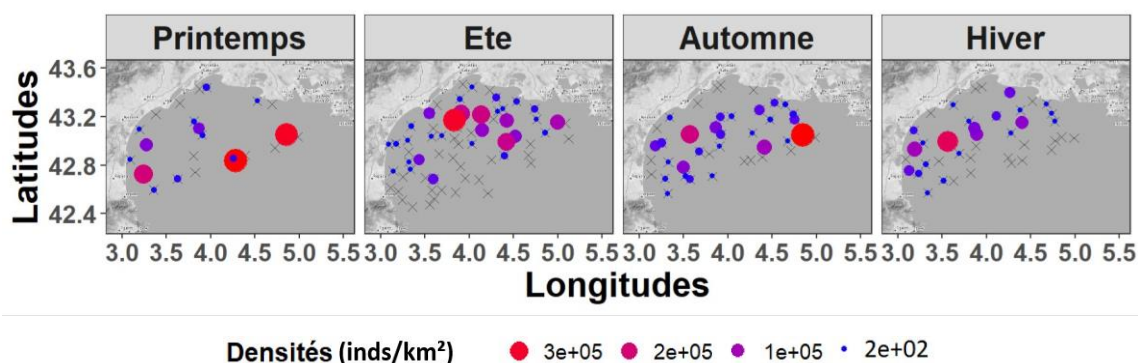 Printemps Ete Automne Hiver
Latitudes
43.6
43.2
42.8
42.4
3.0 3.5 4.0 4.5 5.0 5.5 3.0 3.5 4.0 4.5 5.0 5.5 3.0 3.5 4.0 4.5 5.0 5.5 3.0 3.5 4.0 4.5 5.0 5.5
Longitudes
Densités (inds/km²) 3e+05 2e+05 1e+05 2e+02